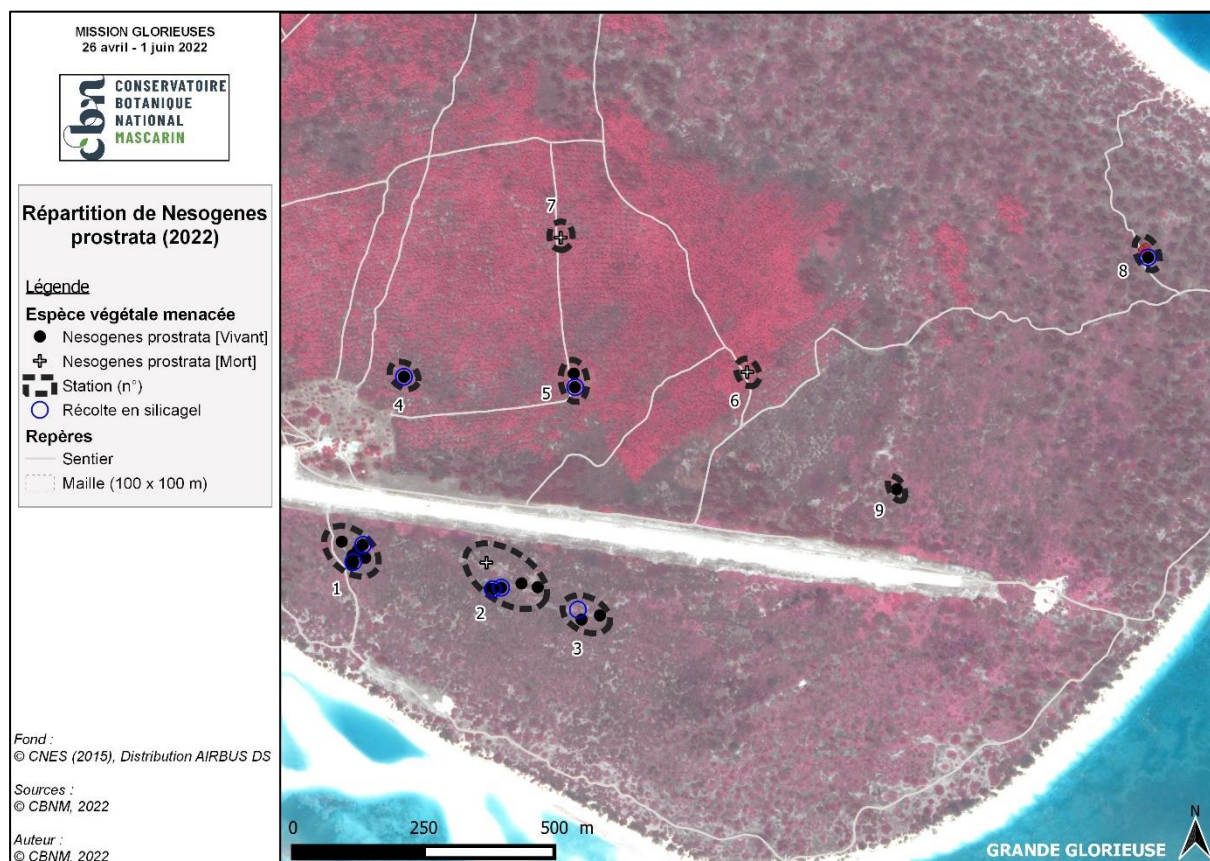 MISSION GLORIEUSES
26 avril - 1 juin 2022
cbn
CONSERVATOIRE
BOTANIQUE
NATIONAL
MASCARIN
Répartition de Nesogenes
prostrata (2022)
Légende
Espèce végétale menacée
Nesogenes prostrata [Vivant]
Nesogenes prostrata [Mort]
Station (n°)
Récolte en silicagel
Repères
Sentier
Maille (100 x 100 m)
Fond :
© CNES (2015), Distribution AIRBUS DS
Sources :
© CBNM, 2022
Auteur :
© CBNM, 2022
7
8
4
5
6
9
1
2
3
0 250 500 m
N
GRANDE GLORIEUSE